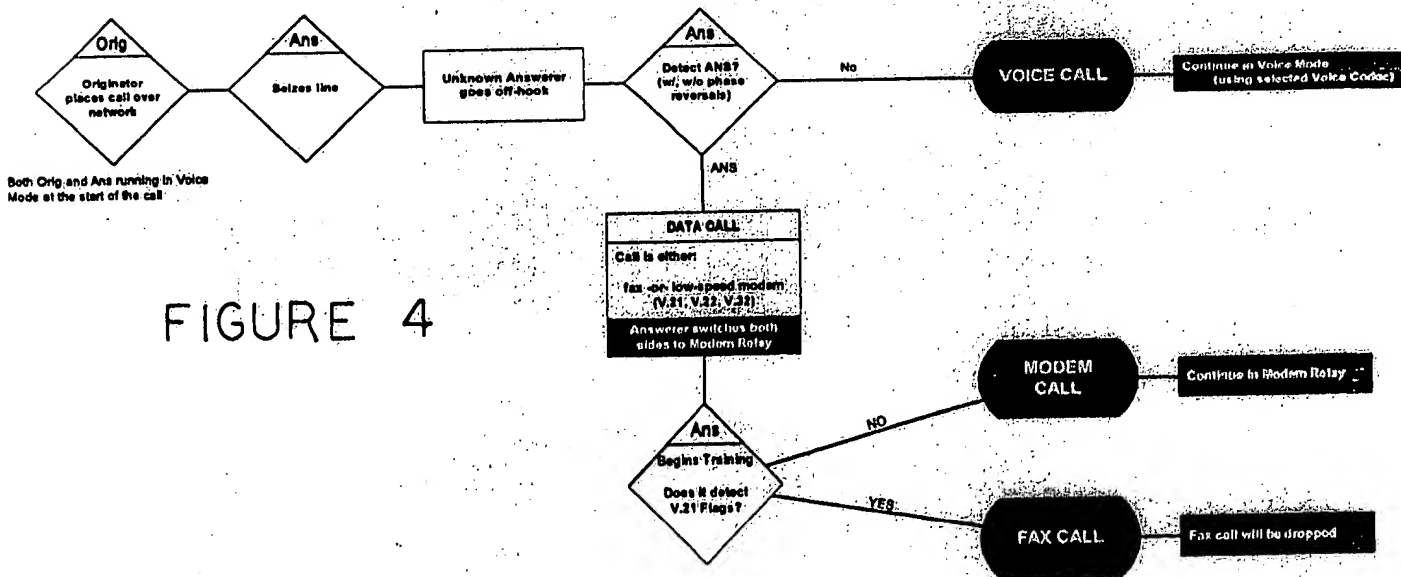 Orig
Originator
places call over
network
Both Orig and Ans running in Voice
Mode at the start of the call
Ans
Seizes line
Unknown Answerer
goes off-hook
Ans
Detect ANS?
(w/, w/o phase
reversals)
No
VOICE CALL
Continue in Voice Mode
(using selected Voice Codec)
ANS
DATA CALL
Call is either:
fax -or- low-speed modem
(V.21, V.22, V.32)
Answerer switches both
sides to Modem Relay
FIGURE 4
Ans
Begins Training
Does it detect
V.21 Flags?
NO
MODEM
CALL
Continue in Modem Relay
YES
FAX CALL
Fax call will be dropped